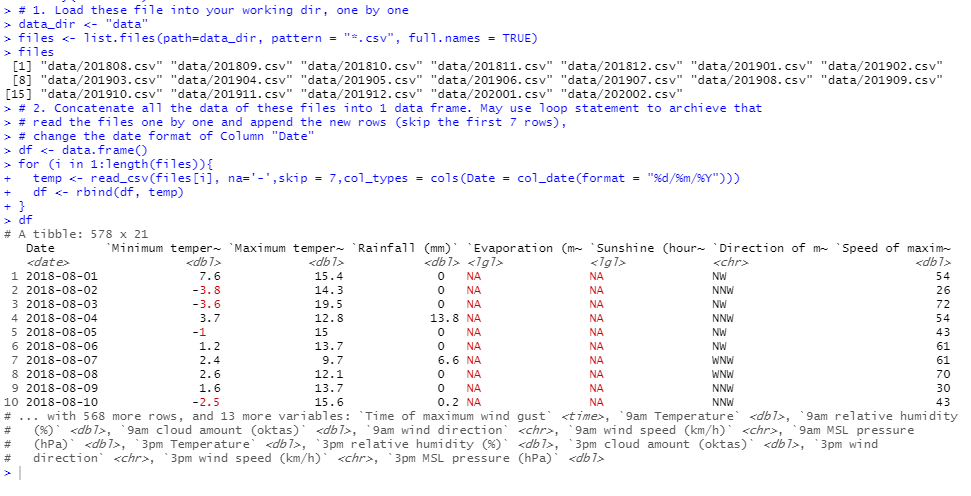 > # 1. Load these file into your working dir, one by one
> data_dir <- "data"
> files <- list.files(path=data_dir, pattern = "*.csv", full.names = TRUE)
> files
 [1] "data/201808.csv" "data/201809.csv" "data/201810.csv" "data/201811.csv" "data/201812.csv" "data/201901.csv" "data/201902.csv"
 [8] "data/201903.csv" "data/201904.csv" "data/201905.csv" "data/201906.csv" "data/201907.csv" "data/201908.csv" "data/201909.csv"
[15] "data/201910.csv" "data/201911.csv" "data/201912.csv" "data/202001.csv" "data/202002.csv"
> # 2. Concatenate all the data of these files into 1 data frame. May use loop statement to archieve that
> # read the files one by one and append the new rows (skip the first 7 rows),
> # change the date format of Column "Date"
> df <- data.frame()
> for (i in 1:length(files)){
+   temp <- read_csv(files[i], na='-',skip = 7,col_types = cols(Date = col_date(format = "%d/%m/%Y")))
+   df <- rbind(df, temp)
+ }
> df
# A tibble: 578 x 21
   Date       `Minimum temper~ `Maximum temper~ `Rainfall (mm)` `Evaporation (m~ `Sunshine (hour~ `Direction of m~ `Speed of maxim~
   <date>                <dbl>            <dbl>           <dbl> <lgl>            <lgl>            <chr>                       <dbl>
 1 2018-08-01              7.6             15.4             0   NA               NA               NW                             54
 2 2018-08-02             -3.8             14.3             0   NA               NA               NNW                            26
 3 2018-08-03             -3.6             19.5             0   NA               NA               NW                             72
 4 2018-08-04              3.7             12.8            13.8 NA               NA               NNW                            54
 5 2018-08-05             -1               15               0   NA               NA               NW                             43
 6 2018-08-06              1.2             13.7             0   NA               NA               NW                             61
 7 2018-08-07              2.4              9.7             6.6 NA               NA               WNW                            61
 8 2018-08-08              2.6             12.1             0   NA               NA               WNW                            70
 9 2018-08-09              1.6             13.7             0   NA               NA               NNW                            30
10 2018-08-10             -2.5             15.6             0.2 NA               NA               NNW                            43
# ... with 568 more rows, and 13 more variables: `Time of maximum wind gust` <time>, `9am Temperature` <dbl>, `9am relative humidity
#   (%)` <dbl>, `9am cloud amount (oktas)` <dbl>, `9am wind direction` <chr>, `9am wind speed (km/h)` <chr>, `9am MSL pressure
#   (hPa)` <dbl>, `3pm Temperature` <dbl>, `3pm relative humidity (%)` <dbl>, `3pm cloud amount (oktas)` <dbl>, `3pm wind
#   direction` <chr>, `3pm wind speed (km/h)` <chr>, `3pm MSL pressure (hPa)` <dbl>
>